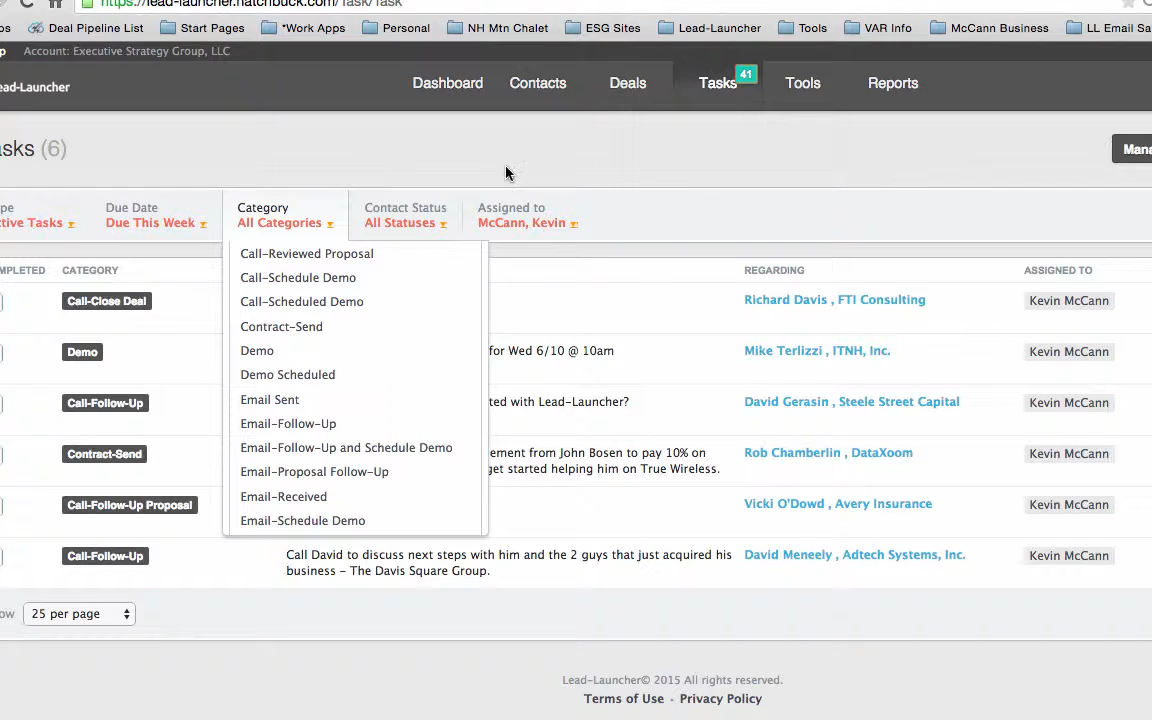 https://lead-launcher.hatchbuck.com/Task/Task
os Deal Pipeline List Start Pages *Work Apps Personal NH Mtn Chalet ESG Sites Lead-Launcher Tools VAR Info McCann Business LL Email Sa
p Account: Executive Strategy Group, LLC
ead-Launcher Dashboard Contacts Deals Tasks 41 Tools Reports
asks (6) Mana
pe Due Date Category Contact Status Assigned to
ctive Tasks Due This Week All Categories All Statuses McCann, Kevin
Call-Reviewed Proposal
Call-Schedule Demo
Call-Scheduled Demo
Contract-Send
Demo
Demo Scheduled
Email Sent
Email-Follow-Up
Email-Follow-Up and Schedule Demo
Email-Proposal Follow-Up
Email-Received
Email-Schedule Demo
MPLETED CATEGORY REGARDING ASSIGNED TO
Call-Close Deal Richard Davis , FTI Consulting Kevin McCann
Demo for Wed 6/10 @ 10am Mike Terlizzi , ITNH, Inc. Kevin McCann
Call-Follow-Up ted with Lead-Launcher? David Gerasin , Steele Street Capital Kevin McCann
Contract-Send ement from John Bosen to pay 10% on Rob Chamberlin , DataXoom Kevin McCann
get started helping him on True Wireless.
Call-Follow-Up Proposal Vicki O'Dowd , Avery Insurance Kevin McCann
Call-Follow-Up Call David to discuss next steps with him and the 2 guys that just acquired his David Meneely , Adtech Systems, Inc. Kevin McCann
business – The Davis Square Group.
ow 25 per page
Lead-Launcher© 2015 All rights reserved.
Terms of Use - Privacy Policy